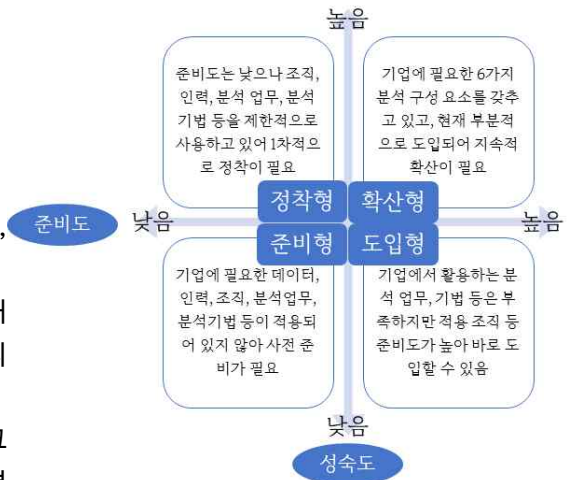 높음
준비도는 낮으나 조직,
인력, 분석 업무, 분석
기법 등을 제한적으로
사용하고 있어 1차적으
로 정착이 필요
기업에 필요한 6가지
분석 구성 요소를 갖추
고 있고, 현재 부분적
으로 도입되어 지속적
확산이 필요
정착형
확산형
준비도
낮음
높음
준비형
도입형
기업에 필요한 데이터,
인력, 조직, 분석업무,
분석기법 등이 적용되
어 있지 않아 사전 준
비가 필요
기업에서 활용하는 분
석 업무, 기법 등은 부
족하지만 적용 조직 등
준비도가 높아 바로 도
입할 수 있음
낮음
성숙도